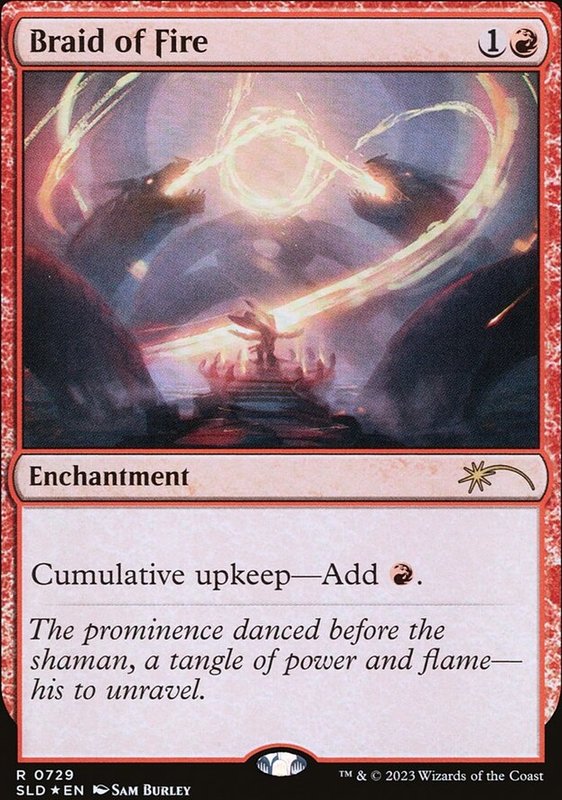 Braid of Fire 1
Enchantment
Cumulative upkeep—Add .
The prominence danced before the
shaman, a tangle of power and flame—
his to unravel.
R 0729
SLD★EN Sam Burley
™ & © 2023 Wizards of the Coast